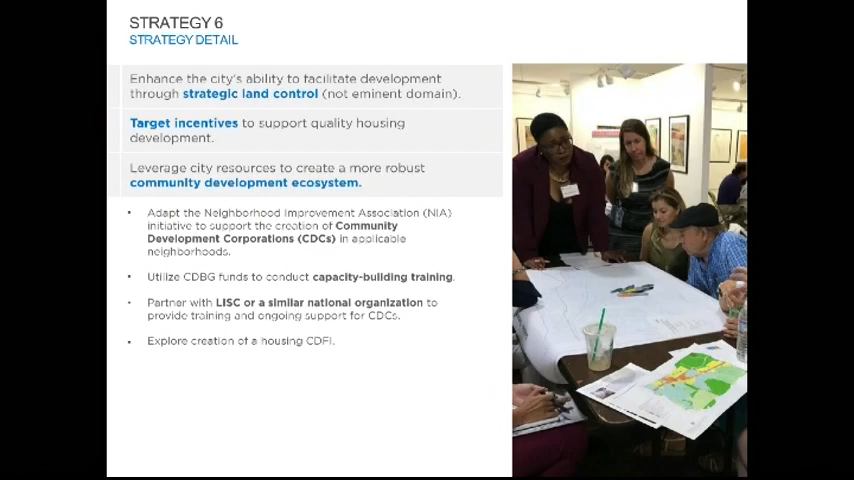 STRATEGY 6
STRATEGY DETAIL
Enhance the city's ability to facilitate development
through strategic land control (not eminent domain).
Target incentives to support quality housing
development.
Leverage city resources to create a more robust
community development ecosystem.
• Adapt the Neighborhood Improvement Association (NIA)
initiative to support the creation of Community
Development Corporations (CDCs) in applicable
neighborhoods.
• Utilize CDBG funds to conduct capacity-building training.
• Partner with LISC or a similar national organization to
provide training and ongoing support for CDCs.
• Explore creation of a housing CDFI.